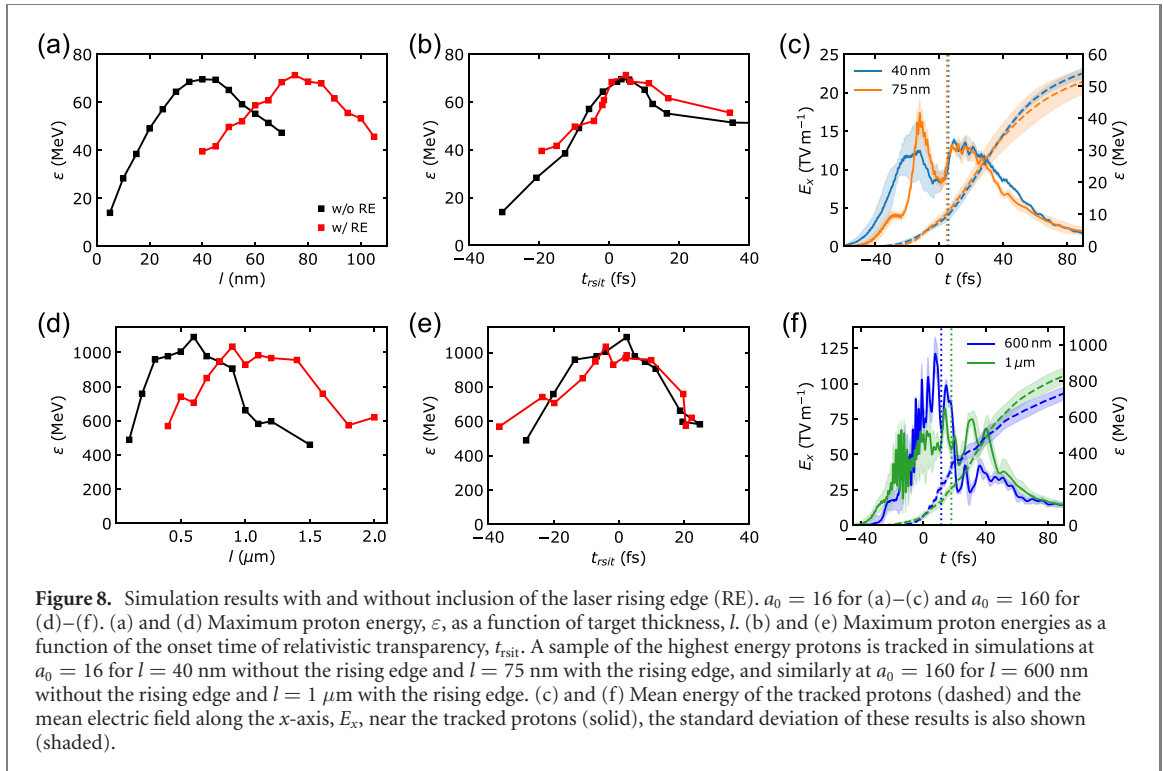 (a)
80
60
40
20
0
ε (MeV)
0 20 40 60 80 100
l (nm)
w/o RE
w/ RE
(b)
80
60
40
20
0
ε (MeV)
−40 −20 0 20 40
t_rsit (fs)
(c)
25
20
15
10
5
0
E_x (TV m⁻¹)
40 nm
75 nm
60
50
40
30
20
10
0
ε (MeV)
−60 −40 −20 0 20 40 60 80
t (fs)
(d)
1000
800
600
400
200
0
ε (MeV)
0.5 1.0 1.5 2.0
l (μm)
(e)
1000
800
600
400
200
0
ε (MeV)
−40 −20 0 20 40
t_rsit (fs)
(f)
125
100
75
50
25
0
E_x (TV m⁻¹)
600 nm
1 μm
1000
800
600
400
200
0
ε (MeV)
−40 0 40 80
t (fs)
Figure 8. Simulation results with and without inclusion of the laser rising edge (RE). a₀ = 16 for (a)–(c) and a₀ = 160 for
(d)–(f). (a) and (d) Maximum proton energy, ε, as a function of target thickness, l. (b) and (e) Maximum proton energies as a
function of the onset time of relativistic transparency, t_rsit. A sample of the highest energy protons is tracked in simulations at
a₀ = 16 for l = 40 nm without the rising edge and l = 75 nm with the rising edge, and similarly at a₀ = 160 for l = 600 nm
without the rising edge and l = 1 μm with the rising edge. (c) and (f) Mean energy of the tracked protons (dashed) and the
mean electric field along the x-axis, E_x, near the tracked protons (solid), the standard deviation of these results is also shown
(shaded).